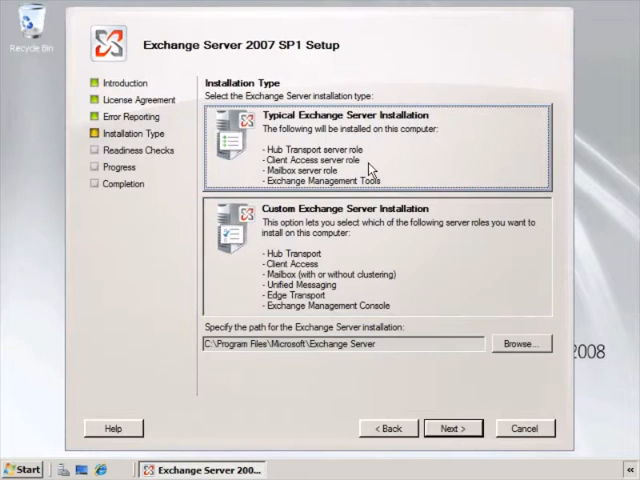 Recycle Bin
Exchange Server 2007 SP1 Setup
Introduction
License Agreement
Error Reporting
Installation Type
Readiness Checks
Progress
Completion
Installation Type
Select the Exchange Server installation type:
Typical Exchange Server Installation
The following will be installed on this computer:
- Hub Transport server role
- Client Access server role
- Mailbox server role
- Exchange Management Tools
Custom Exchange Server Installation
This option lets you select which of the following server roles you want to
install on this computer:
- Hub Transport
- Client Access
- Mailbox (with or without clustering)
- Unified Messaging
- Edge Transport
- Exchange Management Console
Specify the path for the Exchange Server installation:
C:\Program Files\Microsoft\Exchange Server
Browse...
2008
Help
< Back
Next >
Cancel
Start
Exchange Server 200...
«